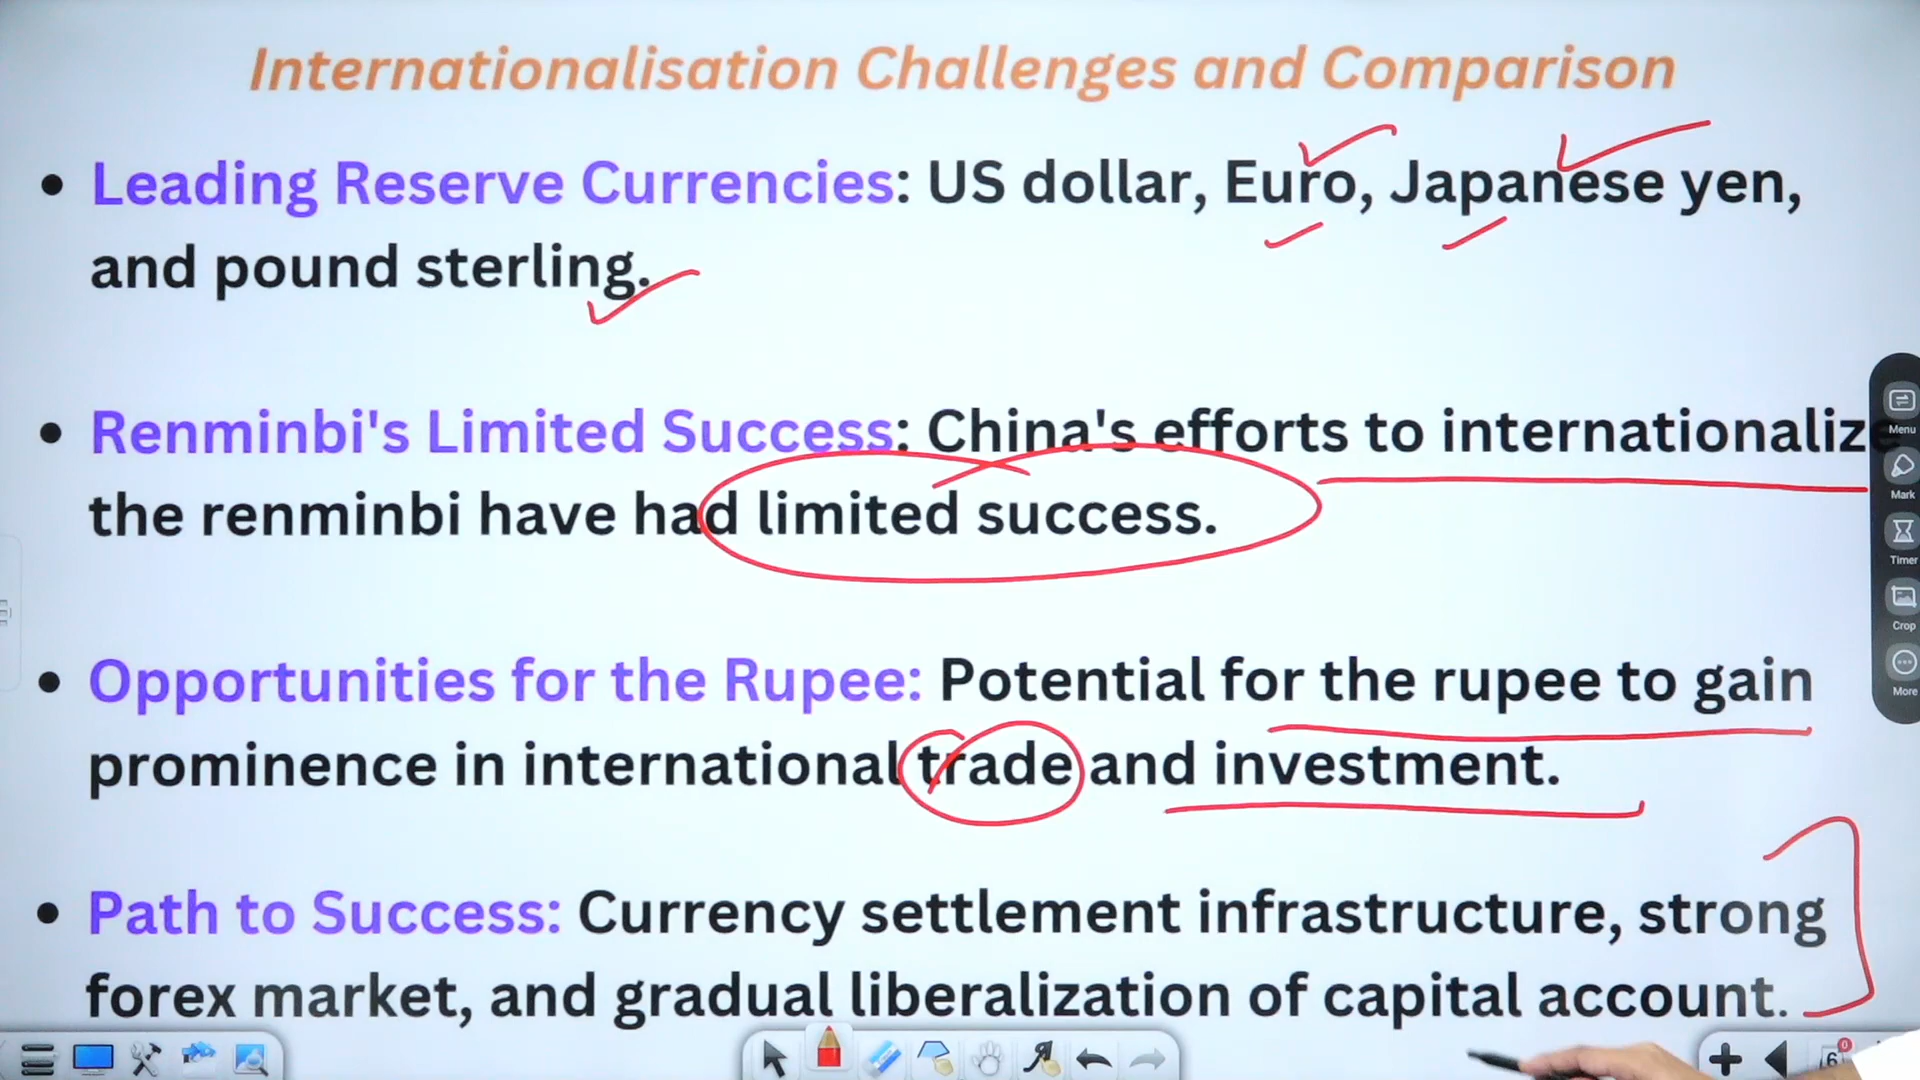 Internationalisation Challenges and Comparison
• Leading Reserve Currencies: US dollar, Euro, Japanese yen,
and pound sterling.
• Renminbi's Limited Success: China's efforts to internationalize
the renminbi have had limited success.
• Opportunities for the Rupee: Potential for the rupee to gain
prominence in international trade and investment.
• Path to Success: Currency settlement infrastructure, strong
forex market, and gradual liberalization of capital account.
Menu
Mark
Timer
Crop
More
6
0